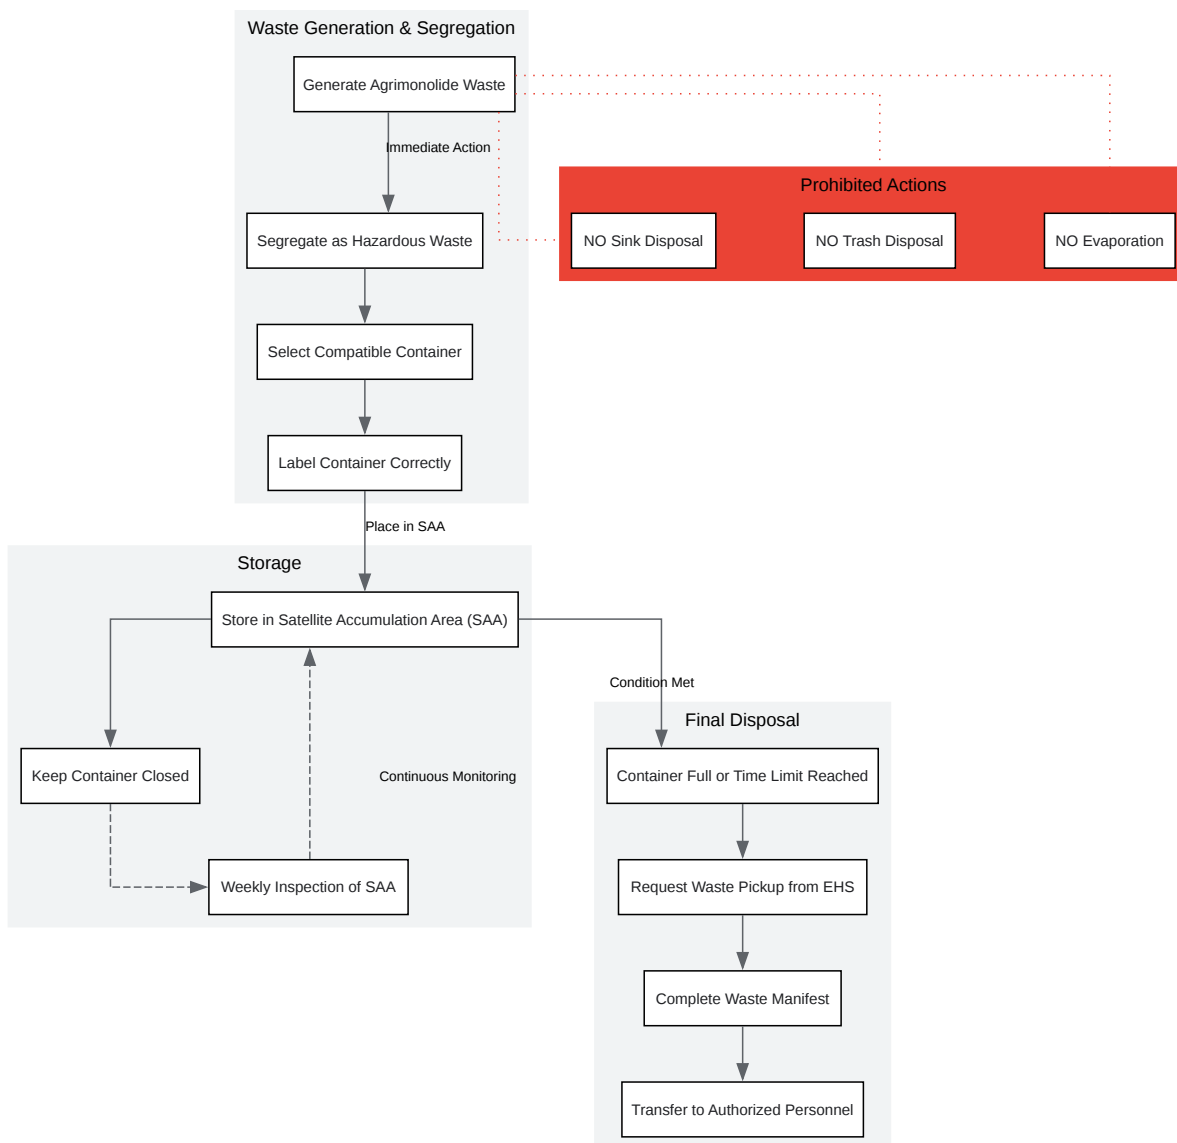 Waste Generation & Segregation
Generate Agrimonolide Waste
Immediate Action
Prohibited Actions
Segregate as Hazardous Waste
NO Sink Disposal
NO Trash Disposal
NO Evaporation
Select Compatible Container
Label Container Correctly
Place in SAA
Storage
Store in Satellite Accumulation Area (SAA)
Condition Met
Final Disposal
Keep Container Closed
Continuous Monitoring
Container Full or Time Limit Reached
Weekly Inspection of SAA
Request Waste Pickup from EHS
Complete Waste Manifest
Transfer to Authorized Personnel